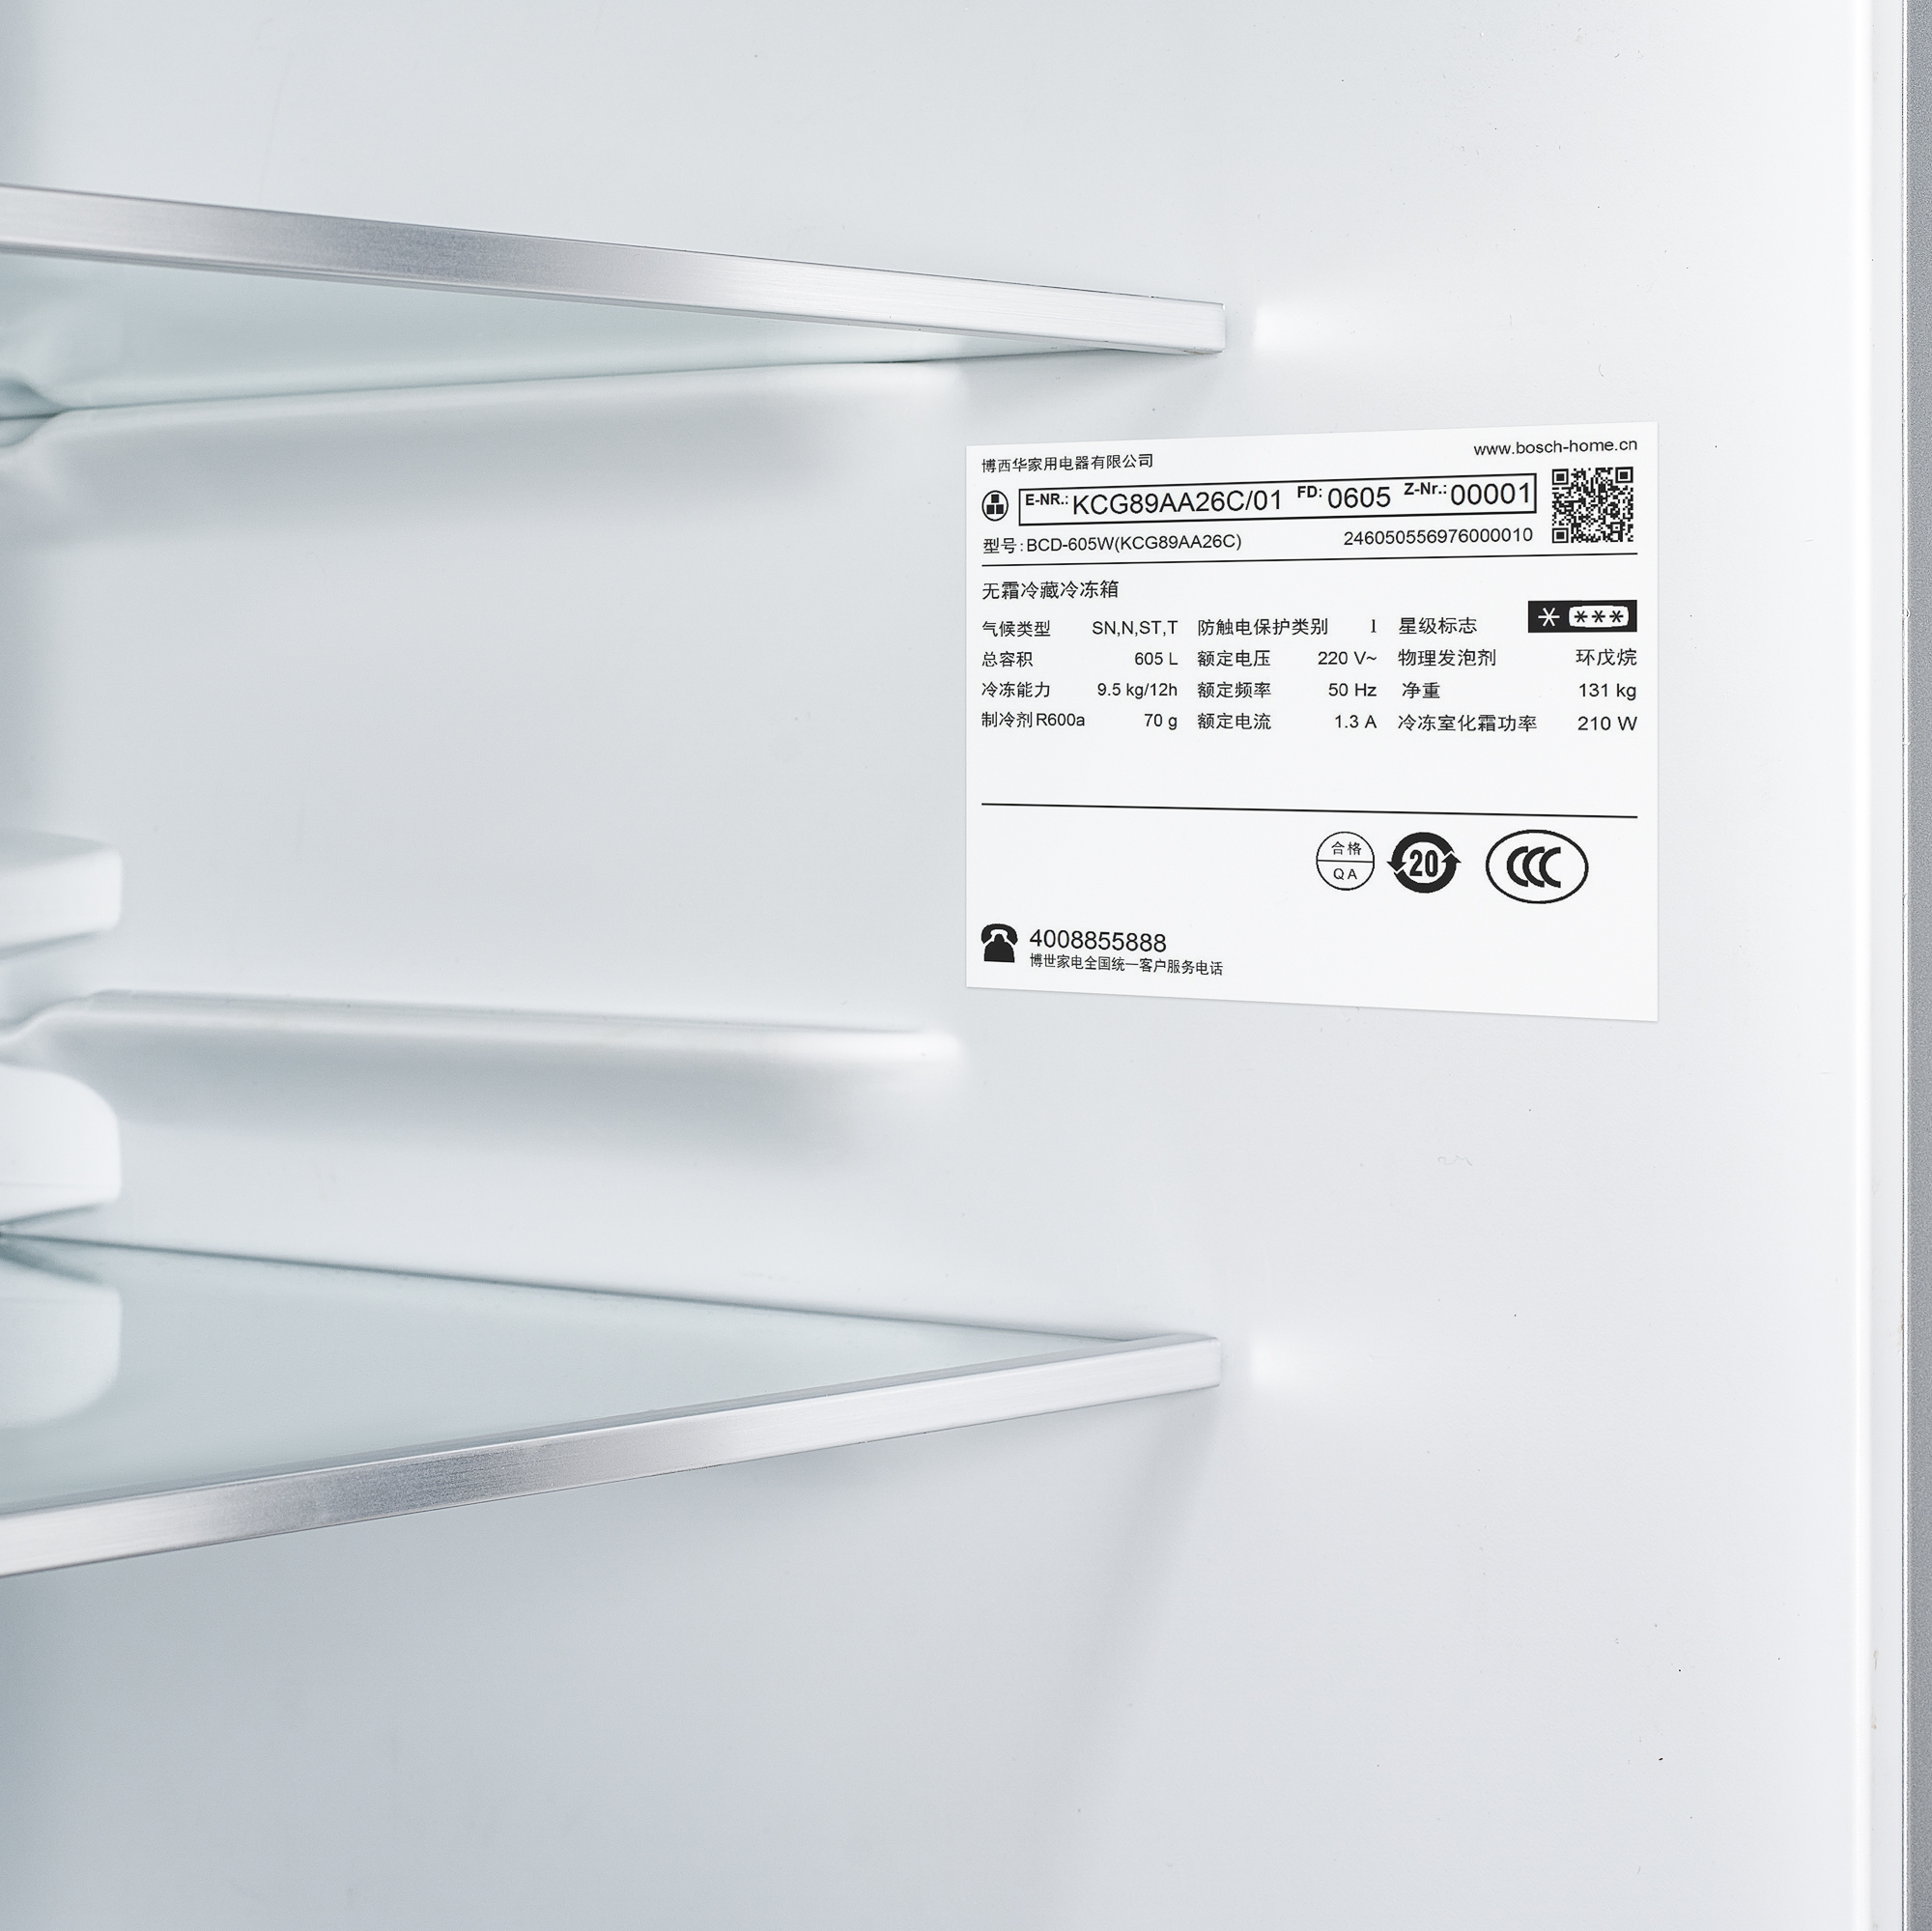 博西华家用电器有限公司 www.bosch-home.cn
E-NR.: KCG89AA26C/01 FD: 0605 Z-Nr.: 00001
型号: BCD-605W(KCG89AA26C) 246050556976000010
无霜冷藏冷冻箱
气候类型 SN,N,ST,T 防触电保护类别 I 星级标志
总容积 605 L 额定电压 220 V~ 物理发泡剂 环戊烷
冷冻能力 9.5 kg/12h 额定频率 50 Hz 净重 131 kg
制冷剂R600a 70 g 额定电流 1.3 A 冷冻室化霜功率 210 W
合格
QA
20
CCC
4008855888
博世家电全国统一客户服务电话